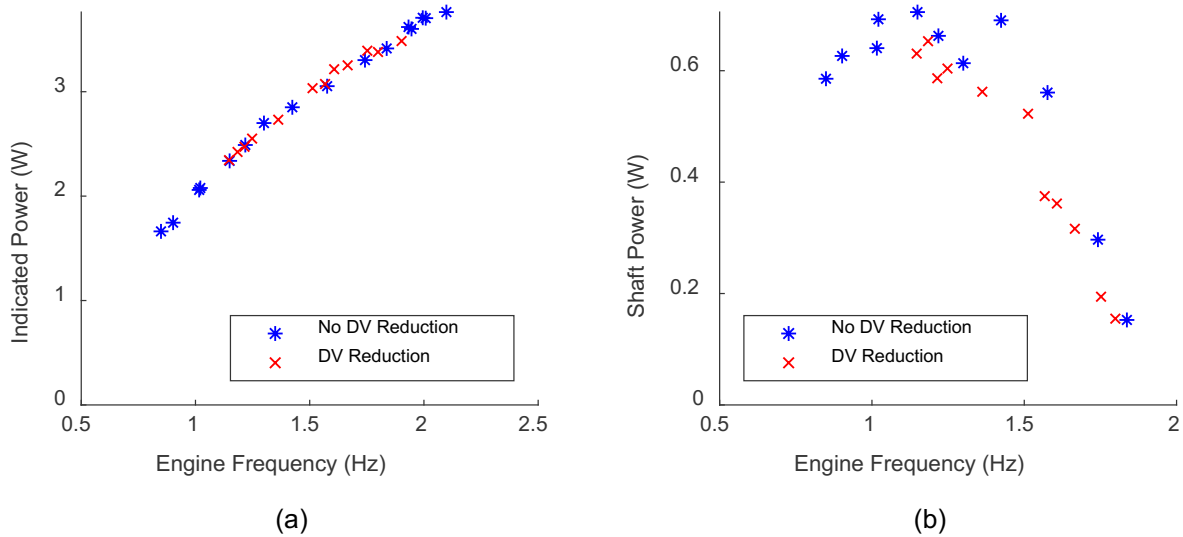 Indicated Power (W)
3
2
1
0
0.5 1 1.5 2 2.5
No DV Reduction
DV Reduction
Engine Frequency (Hz)
(a)
Shaft Power (W)
0.6
0.4
0.2
0
0.5 1 1.5 2
No DV Reduction
DV Reduction
Engine Frequency (Hz)
(b)